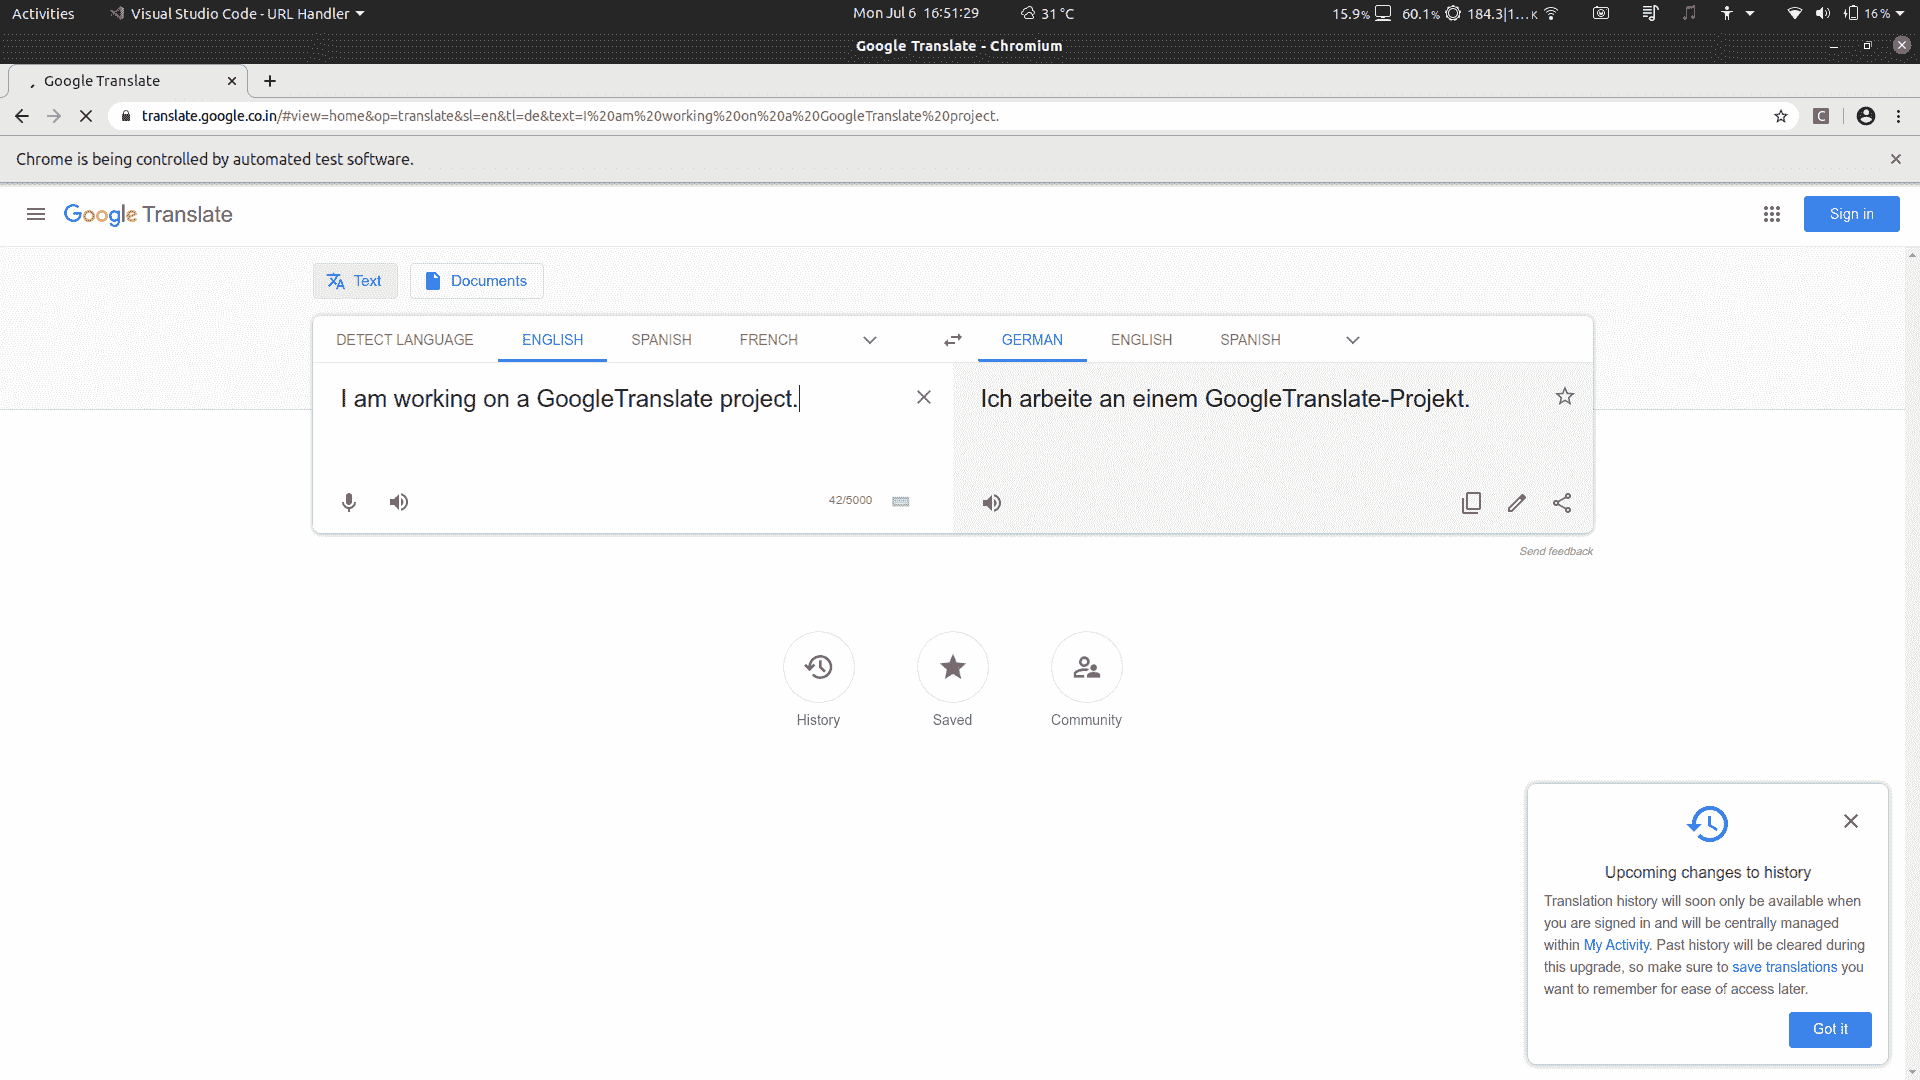 Activities
Visual Studio Code - URL Handler
Mon Jul 6 16:51:29
31 °C
15.9%
60.1%
184.3|1...K
16 %
Google Translate - Chromium
Google Translate
translate.google.co.in/#view=home&op=translate&sl=en&tl=de&text=I%20am%20working%20on%20a%20GoogleTranslate%20project.
C
Chrome is being controlled by automated test software.
Google Translate
Sign in
Text
Documents
DETECT LANGUAGE
ENGLISH
SPANISH
FRENCH
GERMAN
ENGLISH
SPANISH
I am working on a GoogleTranslate project.
Ich arbeite an einem GoogleTranslate-Projekt.
42/5000
Send feedback
History
Saved
Community
Upcoming changes to history
Translation history will soon only be available when
you are signed in and will be centrally managed
within My Activity. Past history will be cleared during
this upgrade, so make sure to save translations you
want to remember for ease of access later.
Got it